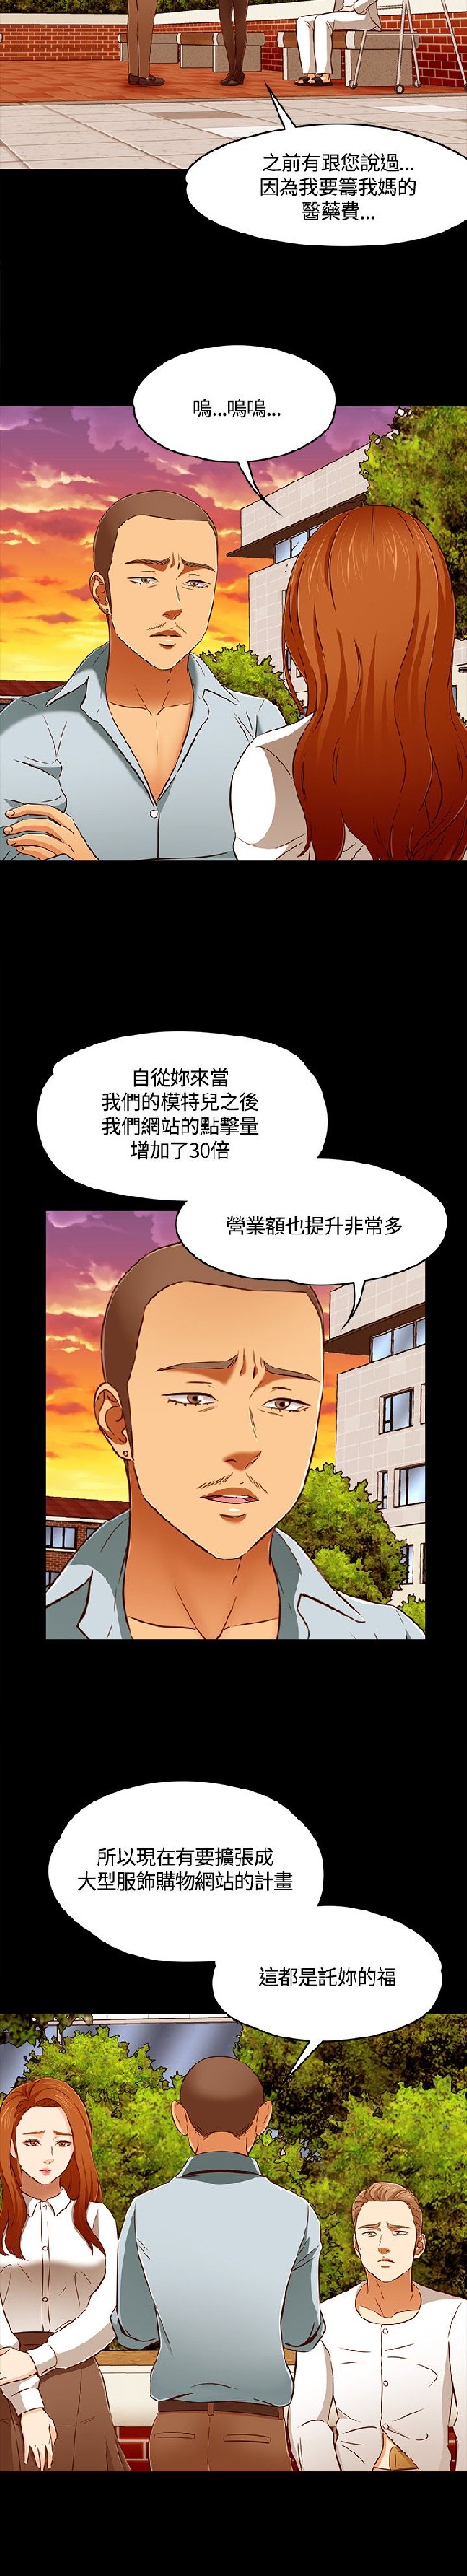 之前有跟您說過...
因為我要籌我媽的
醫藥費...
嗚...嗚嗚...
自從妳來當
我們的模特兒之後
我們網站的點擊量
增加了30倍
營業額也提升非常多
所以現在有要擴張成
大型服飾購物網站的計畫
這都是託妳的福